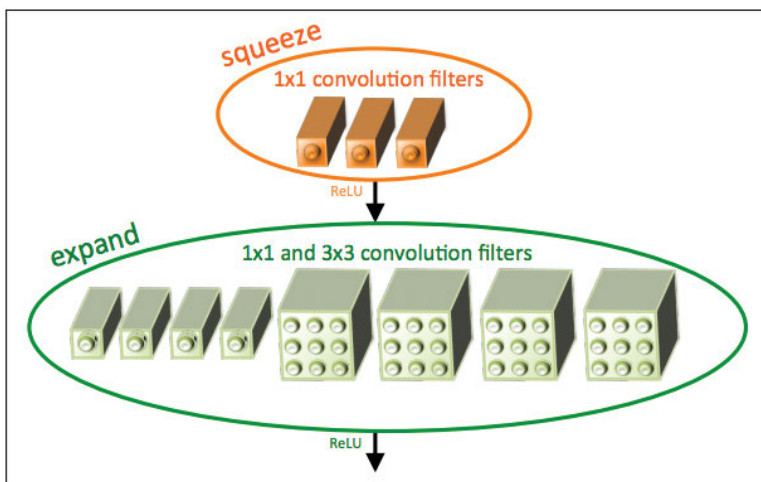 squeeze
1x1 convolution filters
ReLU
expand
1x1 and 3x3 convolution filters
ReLU